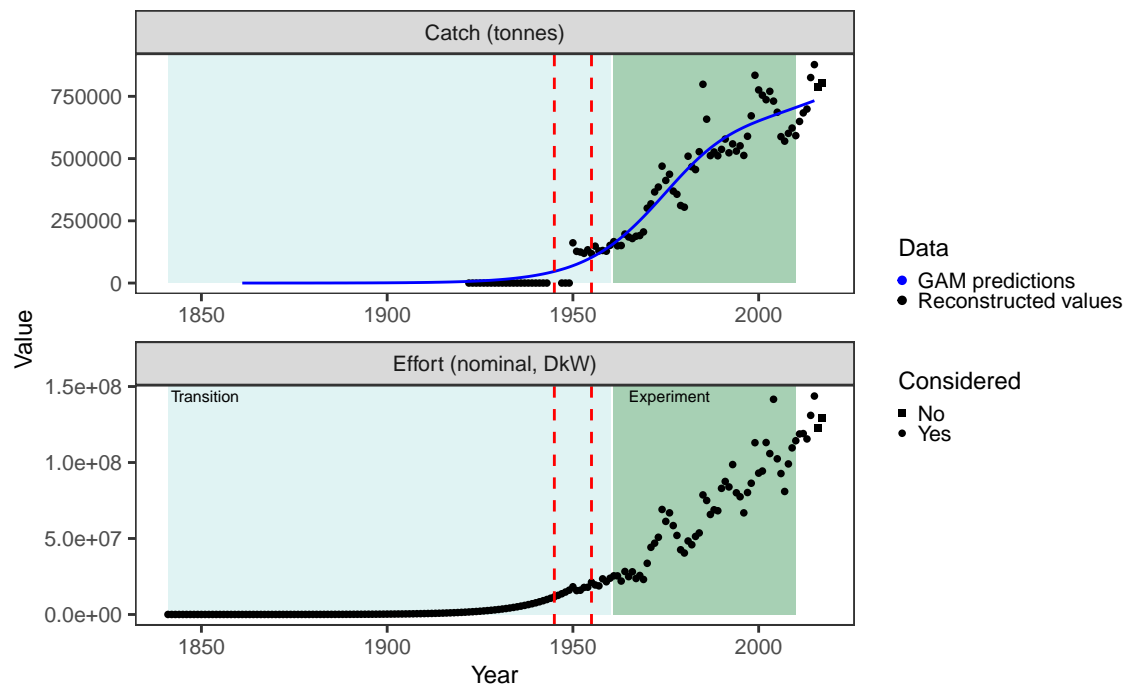 Catch (tonnes)
750000
500000
250000
0
1850
1900
1950
2000
Value
Effort (nominal, DkW)
Transition
Experiment
1.5e+08
1.0e+08
5.0e+07
0.0e+00
1850
1900
1950
2000
Year
Data
GAM predictions
Reconstructed values
Considered
No
Yes